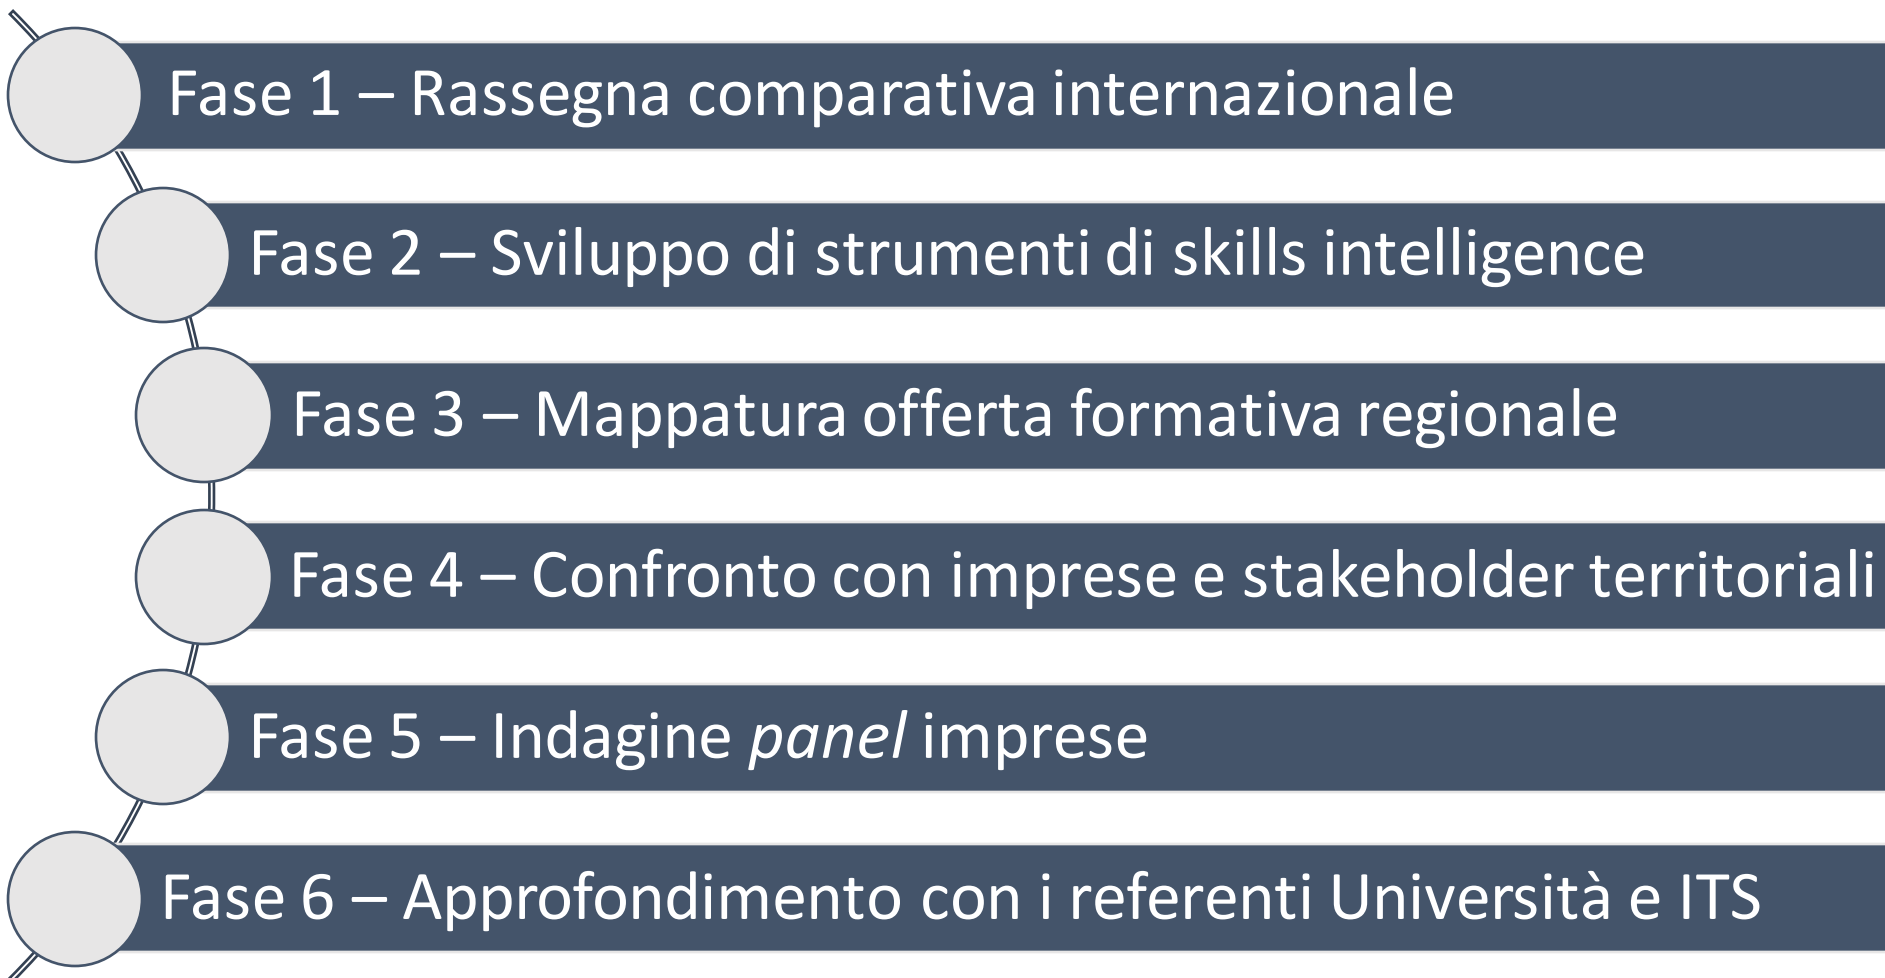 Fase 1 – Rassegna comparativa internazionale
Fase 2 – Sviluppo di strumenti di skills intelligence
Fase 3 – Mappatura offerta formativa regionale
Fase 4 – Confronto con imprese e stakeholder territoriali
Fase 5 – Indagine panel imprese
Fase 6 – Approfondimento con i referenti Università e ITS